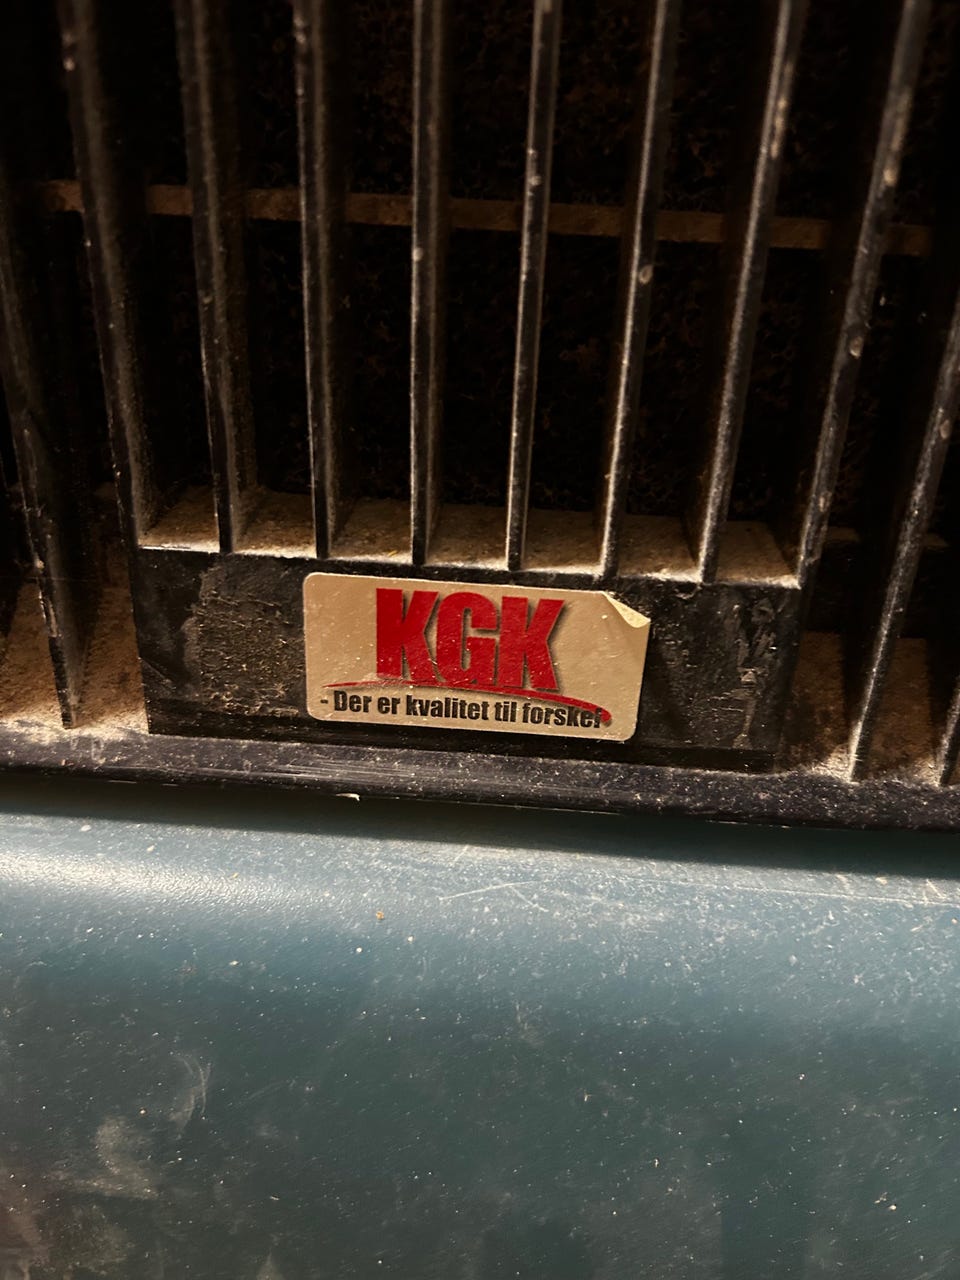 KGK
- Der er kvalitet til forskel